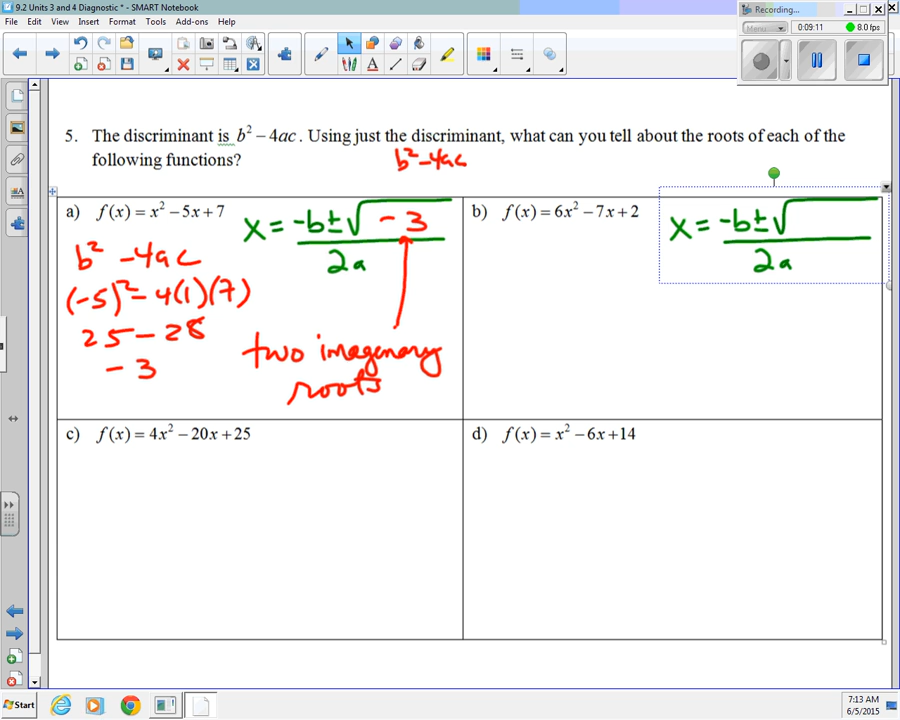 9.2 Units 3 and 4 Diagnostic * - SMART Notebook
Recording...
File Edit View Insert Format Tools Add-ons Help
Menu
0:09:11
8.0 fps
5. The discriminant is b² – 4ac. Using just the discriminant, what can you tell about the roots of each of the
following functions?
b²-4ac
a) f(x) = x² – 5x + 7
x = -b ± √-3
2a
b² - 4ac
(-5)² - 4(1)(7)
25 - 28
- 3
two imagenary
roots
b) f(x) = 6x² – 7x + 2
x = -b ± √
2a
c) f(x) = 4x² – 20x + 25
d) f(x) = x² – 6x + 14
Start
7:13 AM
6/5/2015